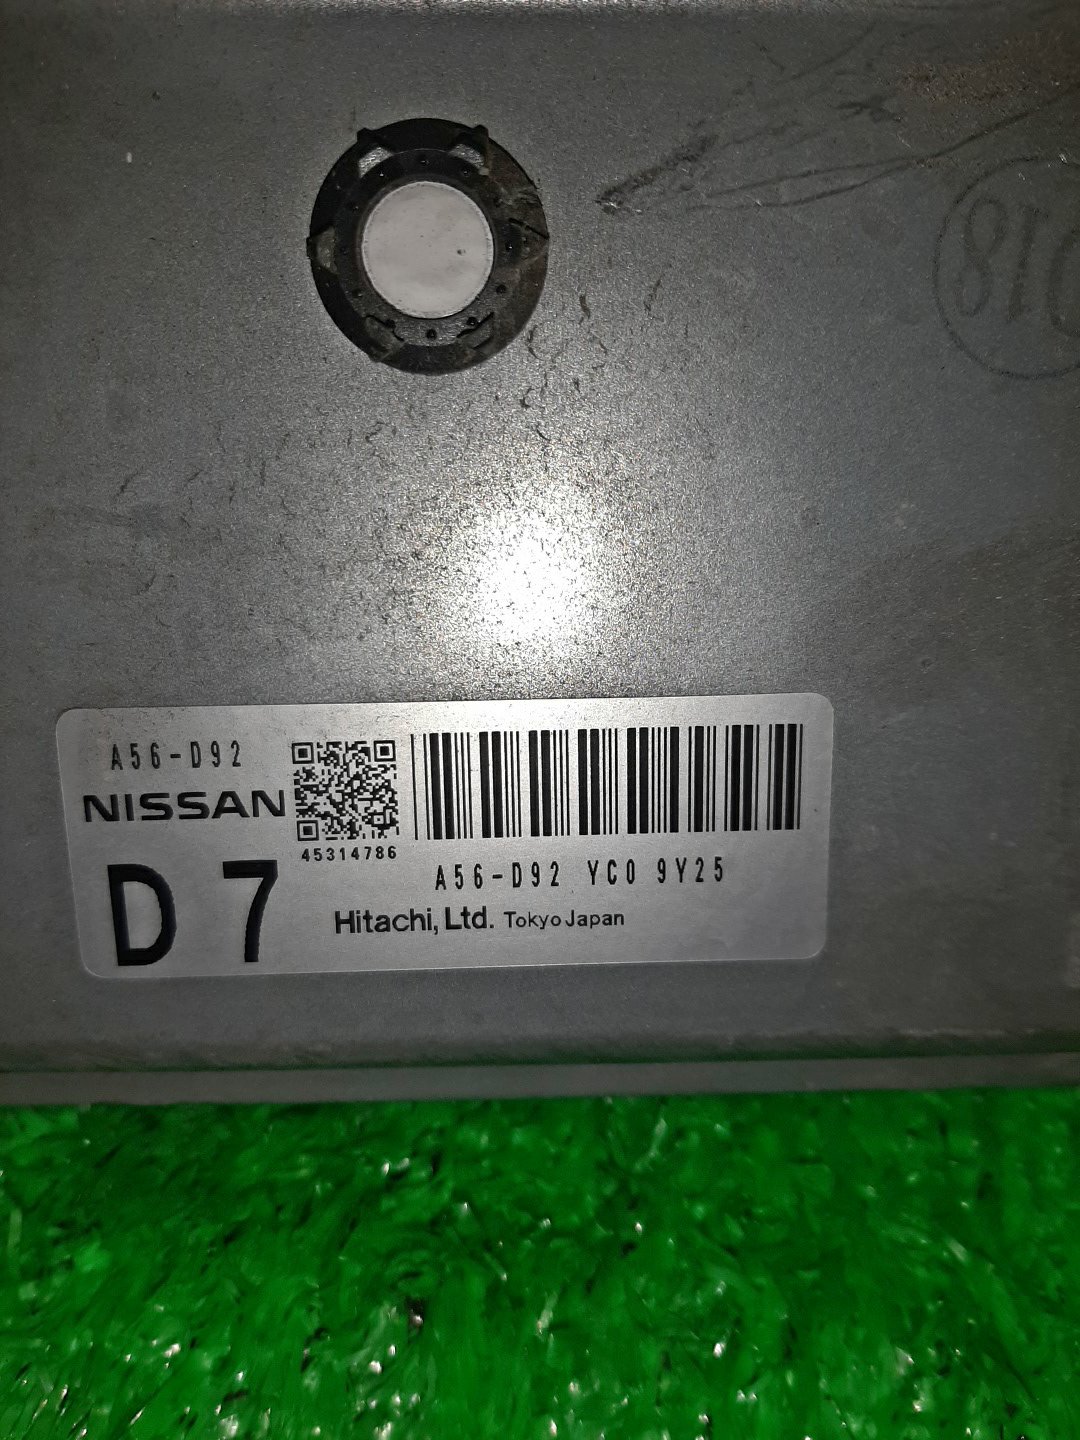 A56-D92
NISSAN
45314786
D 7
A56-D92 YC0 9Y25
Hitachi, Ltd. Tokyo Japan